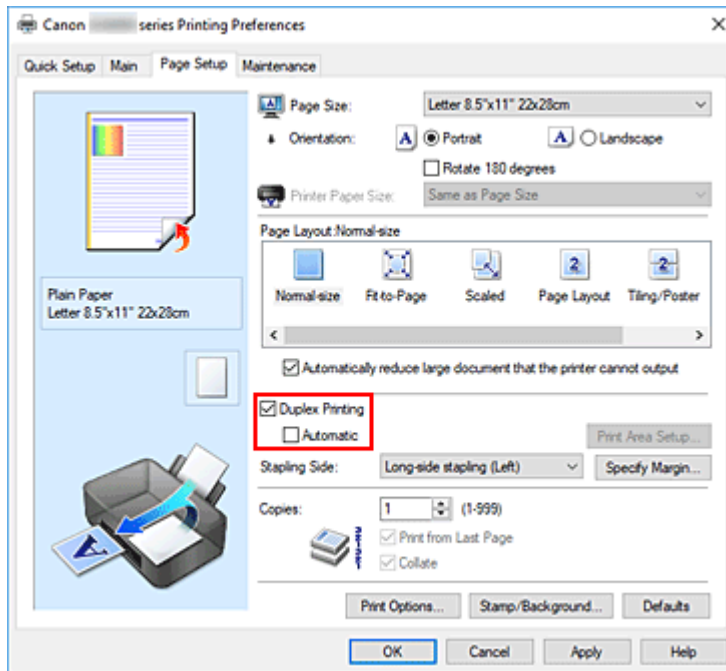 Canon series Printing Preferences
Quick Setup Main Page Setup Maintenance
Page Size: Letter 8.5"x11" 22x28cm
Orientation: A Portrait A Landscape
Rotate 180 degrees
Printer Paper Size: Same as Page Size
Page Layout:Normal-size
2 2
Normal-size Fit-to-Page Scaled Page Layout Tiling/Poster
Plain Paper
Letter 8.5"x11" 22x28cm
Automatically reduce large document that the printer cannot output
Duplex Printing
Automatic Print Area Setup...
Stapling Side: Long-side stapling (Left) Specify Margin...
Copies: 1 (1-999)
Print from Last Page
Collate
A
Print Options... Stamp/Background... Defaults
OK Cancel Apply Help